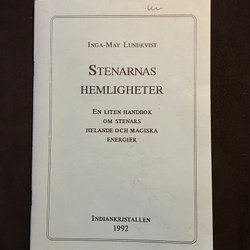 Inga-May Lundkvist
Stenarnas
hemligheter
En liten handbok
om stenars
helande och magiska
energier
Indiankristallen
1992